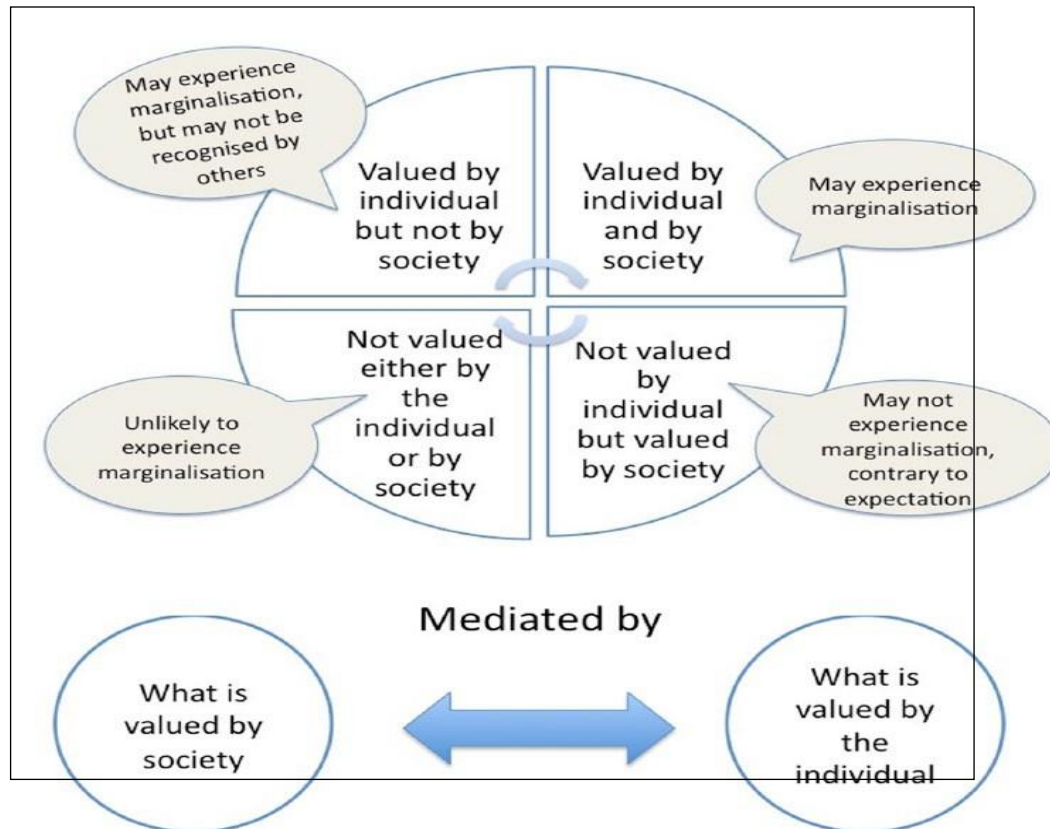 May experience
marginalisation,
but may not be
recognised by
others
Valued by
individual
but not by
society
Valued by
individual
and by
society
May experience
marginalisation
Unlikely to
experience
marginalisation
Not valued
either by
the
individual
or by
society
Not valued
by
individual
but valued
by society
May not
experience
marginalisation,
contrary to
expectation
Mediated by
What is
valued by
society
What is
valued by
the
individual